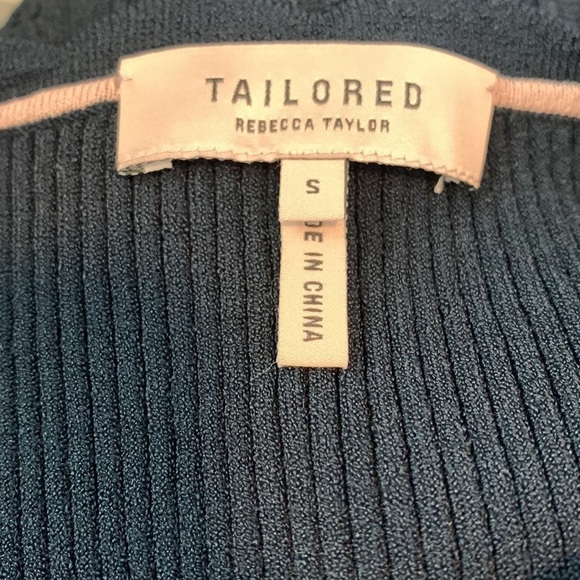 TAILORED
REBECCA TAYLOR
S
DE IN CHINA